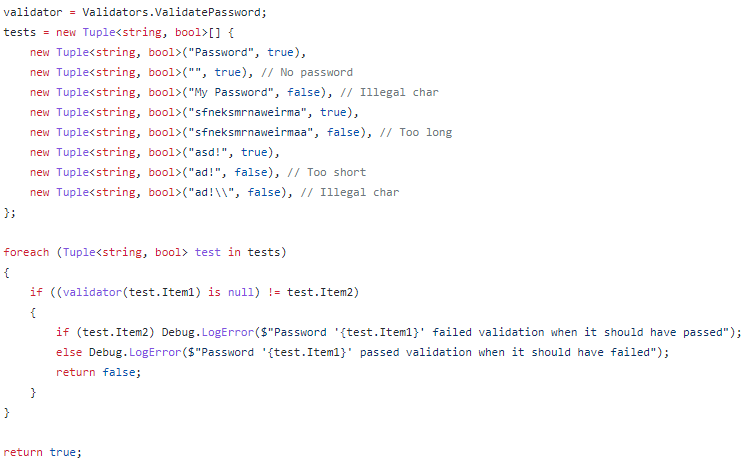 validator = Validators.ValidatePassword;
tests = new Tuple<string, bool>[] {
    new Tuple<string, bool>("Password", true),
    new Tuple<string, bool>("", true), // No password
    new Tuple<string, bool>("My Password", false), // Illegal char
    new Tuple<string, bool>("sfneksmrnaweirma", true),
    new Tuple<string, bool>("sfneksmrnaweirmaa", false), // Too long
    new Tuple<string, bool>("asd!", true),
    new Tuple<string, bool>("ad!", false), // Too short
    new Tuple<string, bool>("ad!\\", false), // Illegal char
};

foreach (Tuple<string, bool> test in tests)
{
    if ((validator(test.Item1) is null) != test.Item2)
    {
        if (test.Item2) Debug.LogError($"Password '{test.Item1}' failed validation when it should have passed");
        else Debug.LogError($"Password '{test.Item1}' passed validation when it should have failed");
        return false;
    }
}

return true;